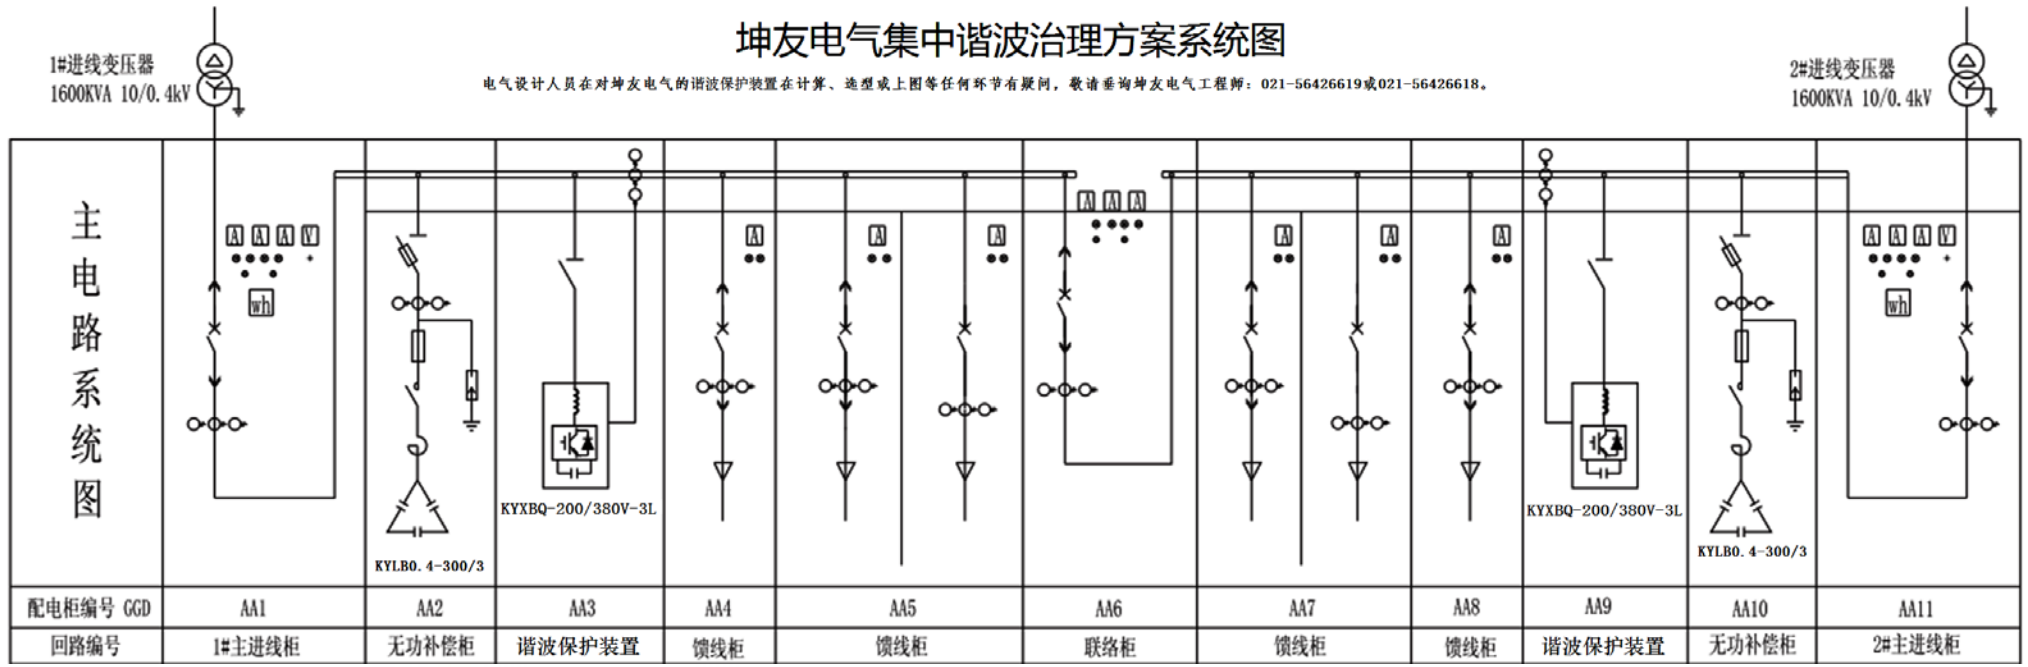 坤友电气集中谐波治理方案系统图
电气设计人员在对坤友电气的谐波保护装置在计算、选型或上图等任何环节有疑问，敬请垂询坤友电气工程师：021-56426619或021-56426618。
1#进线变压器
1600KVA 10/0.4kV
2#进线变压器
1600KVA 10/0.4kV
主电路系统图
A A A V
wh
A
A
A
A A A
A
A
A
A A A V
wh
KYLB0.4-300/3
KYXBQ-200/380V-3L
KYXBQ-200/380V-3L
KYLB0.4-300/3
配电柜编号 GGD AA1 AA2 AA3 AA4 AA5 AA6 AA7 AA8 AA9 AA10 AA11
回路编号 1#主进线柜 无功补偿柜 谐波保护装置 馈线柜 馈线柜 联络柜 馈线柜 馈线柜 谐波保护装置 无功补偿柜 2#主进线柜